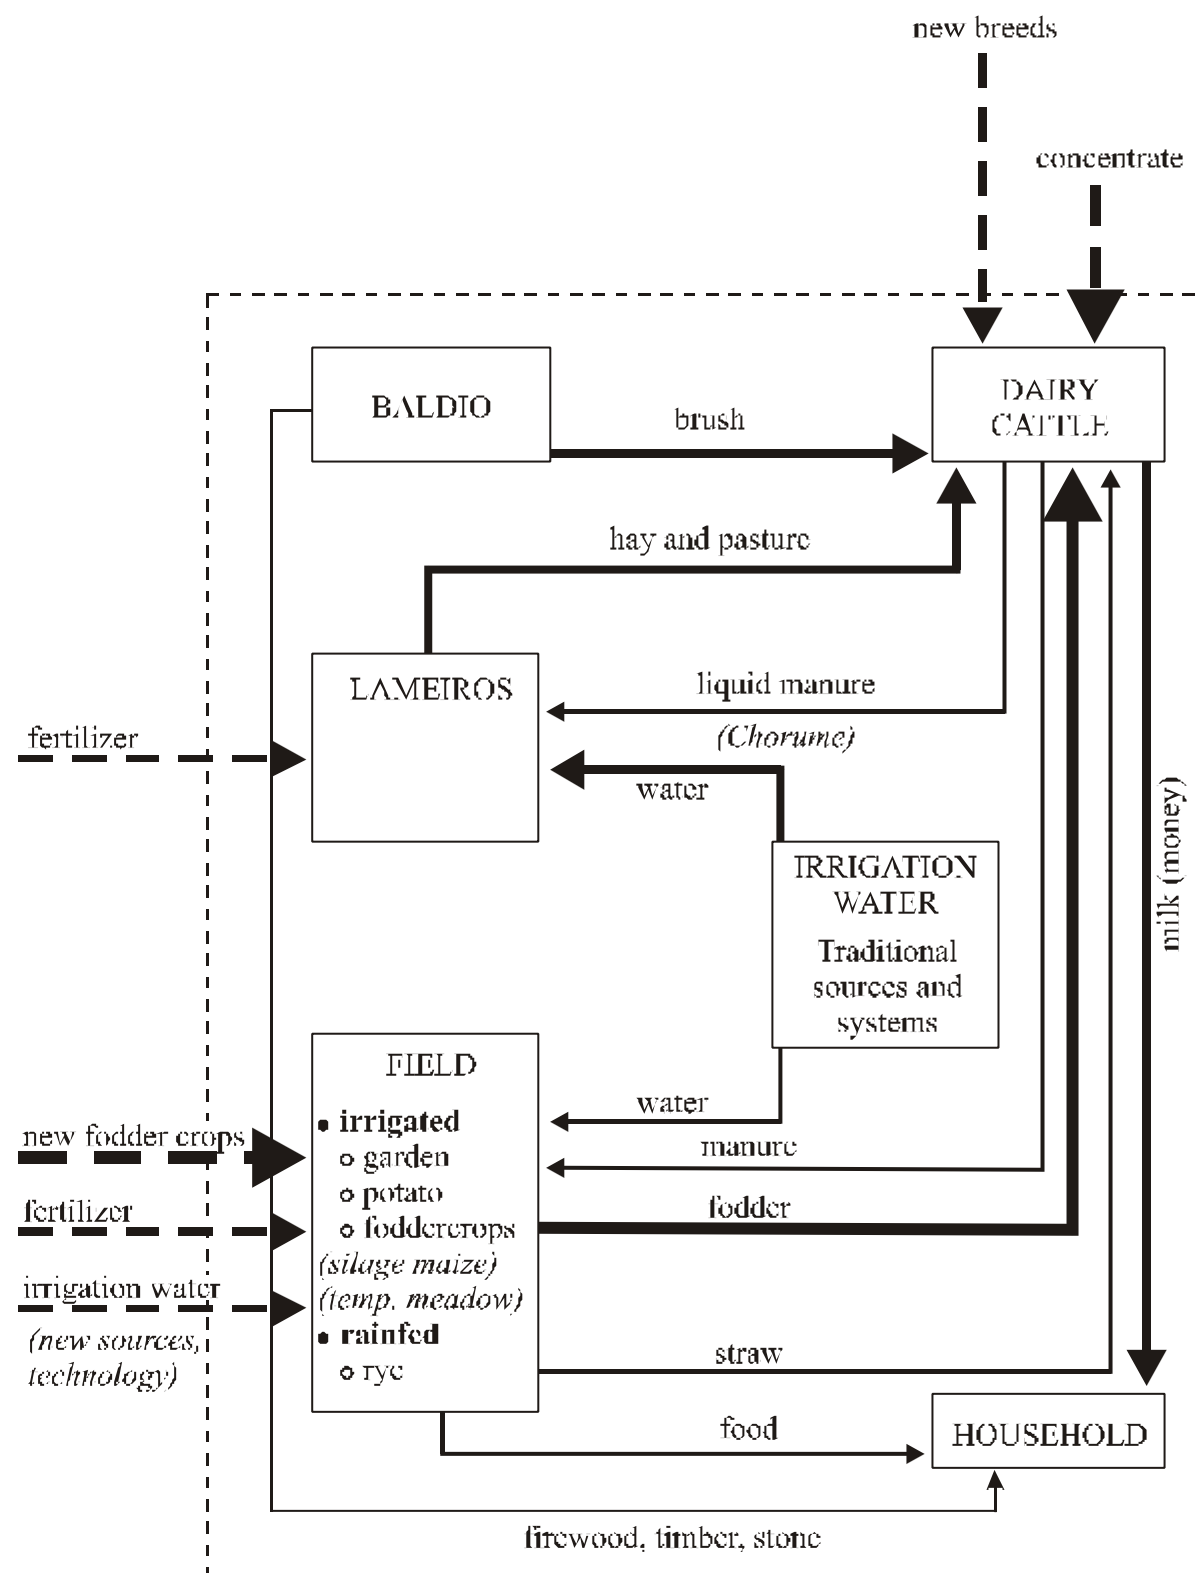 new breeds
concentrate
BALDIO
brush
DAIRY
CATTLE
hay and pasture
LAMEIROS
liquid manure
(Chorume)
fertilizer
water
milk (money)
IRRIGATION
WATER
Traditional
sources and
systems
FIELD
• irrigated
water
new fodder crops
manure
garden
potato
fertilizer
fodder
foddercrops
(silage maize)
irrigation water
(temp. meadow)
(new sources,
technology)
• rainfed
straw
rye
food
HOUSEHOLD
firewood, timber, stone